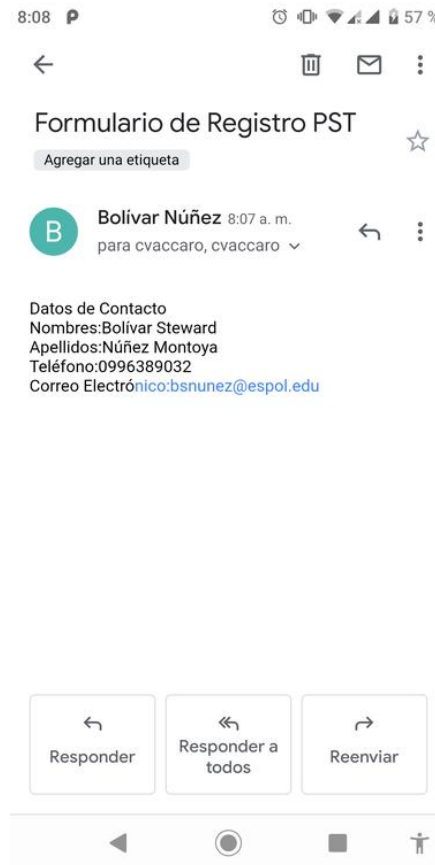 8:08
57 %
Formulario de Registro PST
Agregar una etiqueta
B
Bolívar Núñez 8:07 a. m.
para cvaccaro, cvaccaro
Datos de Contacto
Nombres:Bolívar Steward
Apellidos:Núñez Montoya
Teléfono:0996389032
Correo Electrónico:bsnunez@espol.edu
Responder
Responder a
todos
Reenviar